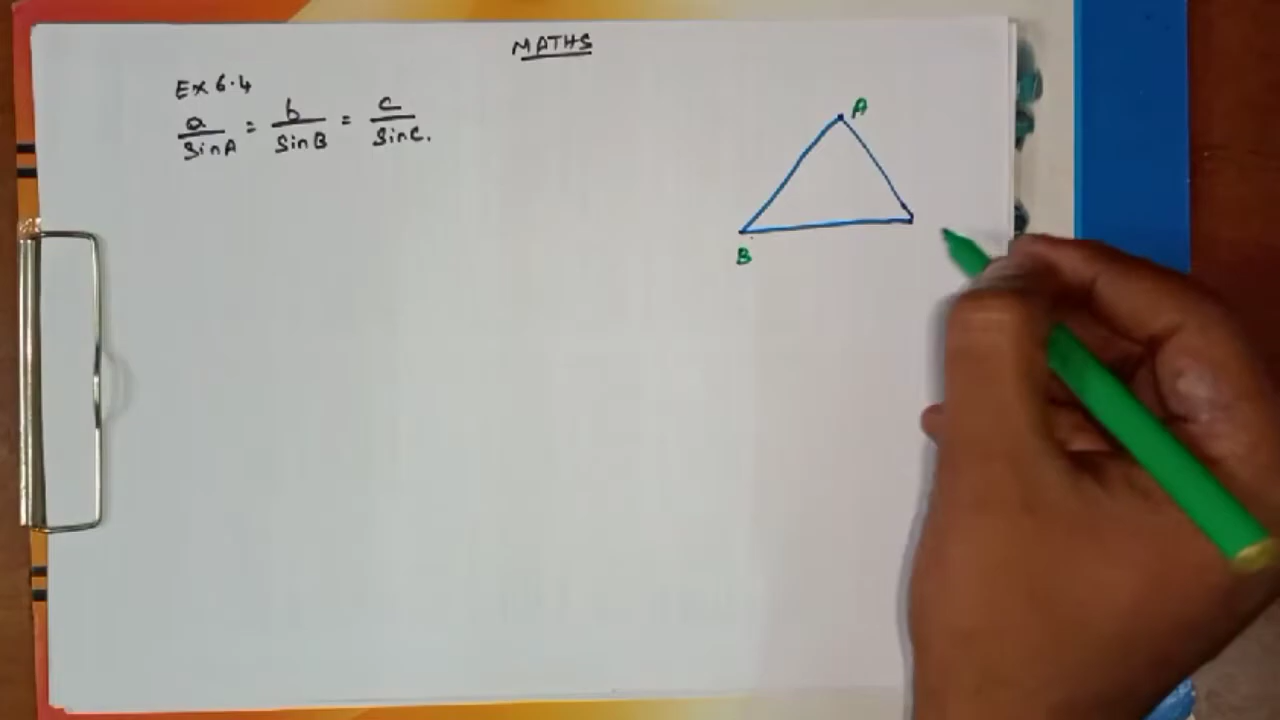 MATHS
Ex 6.4
a/SinA = b/SinB = c/SinC.
A
B